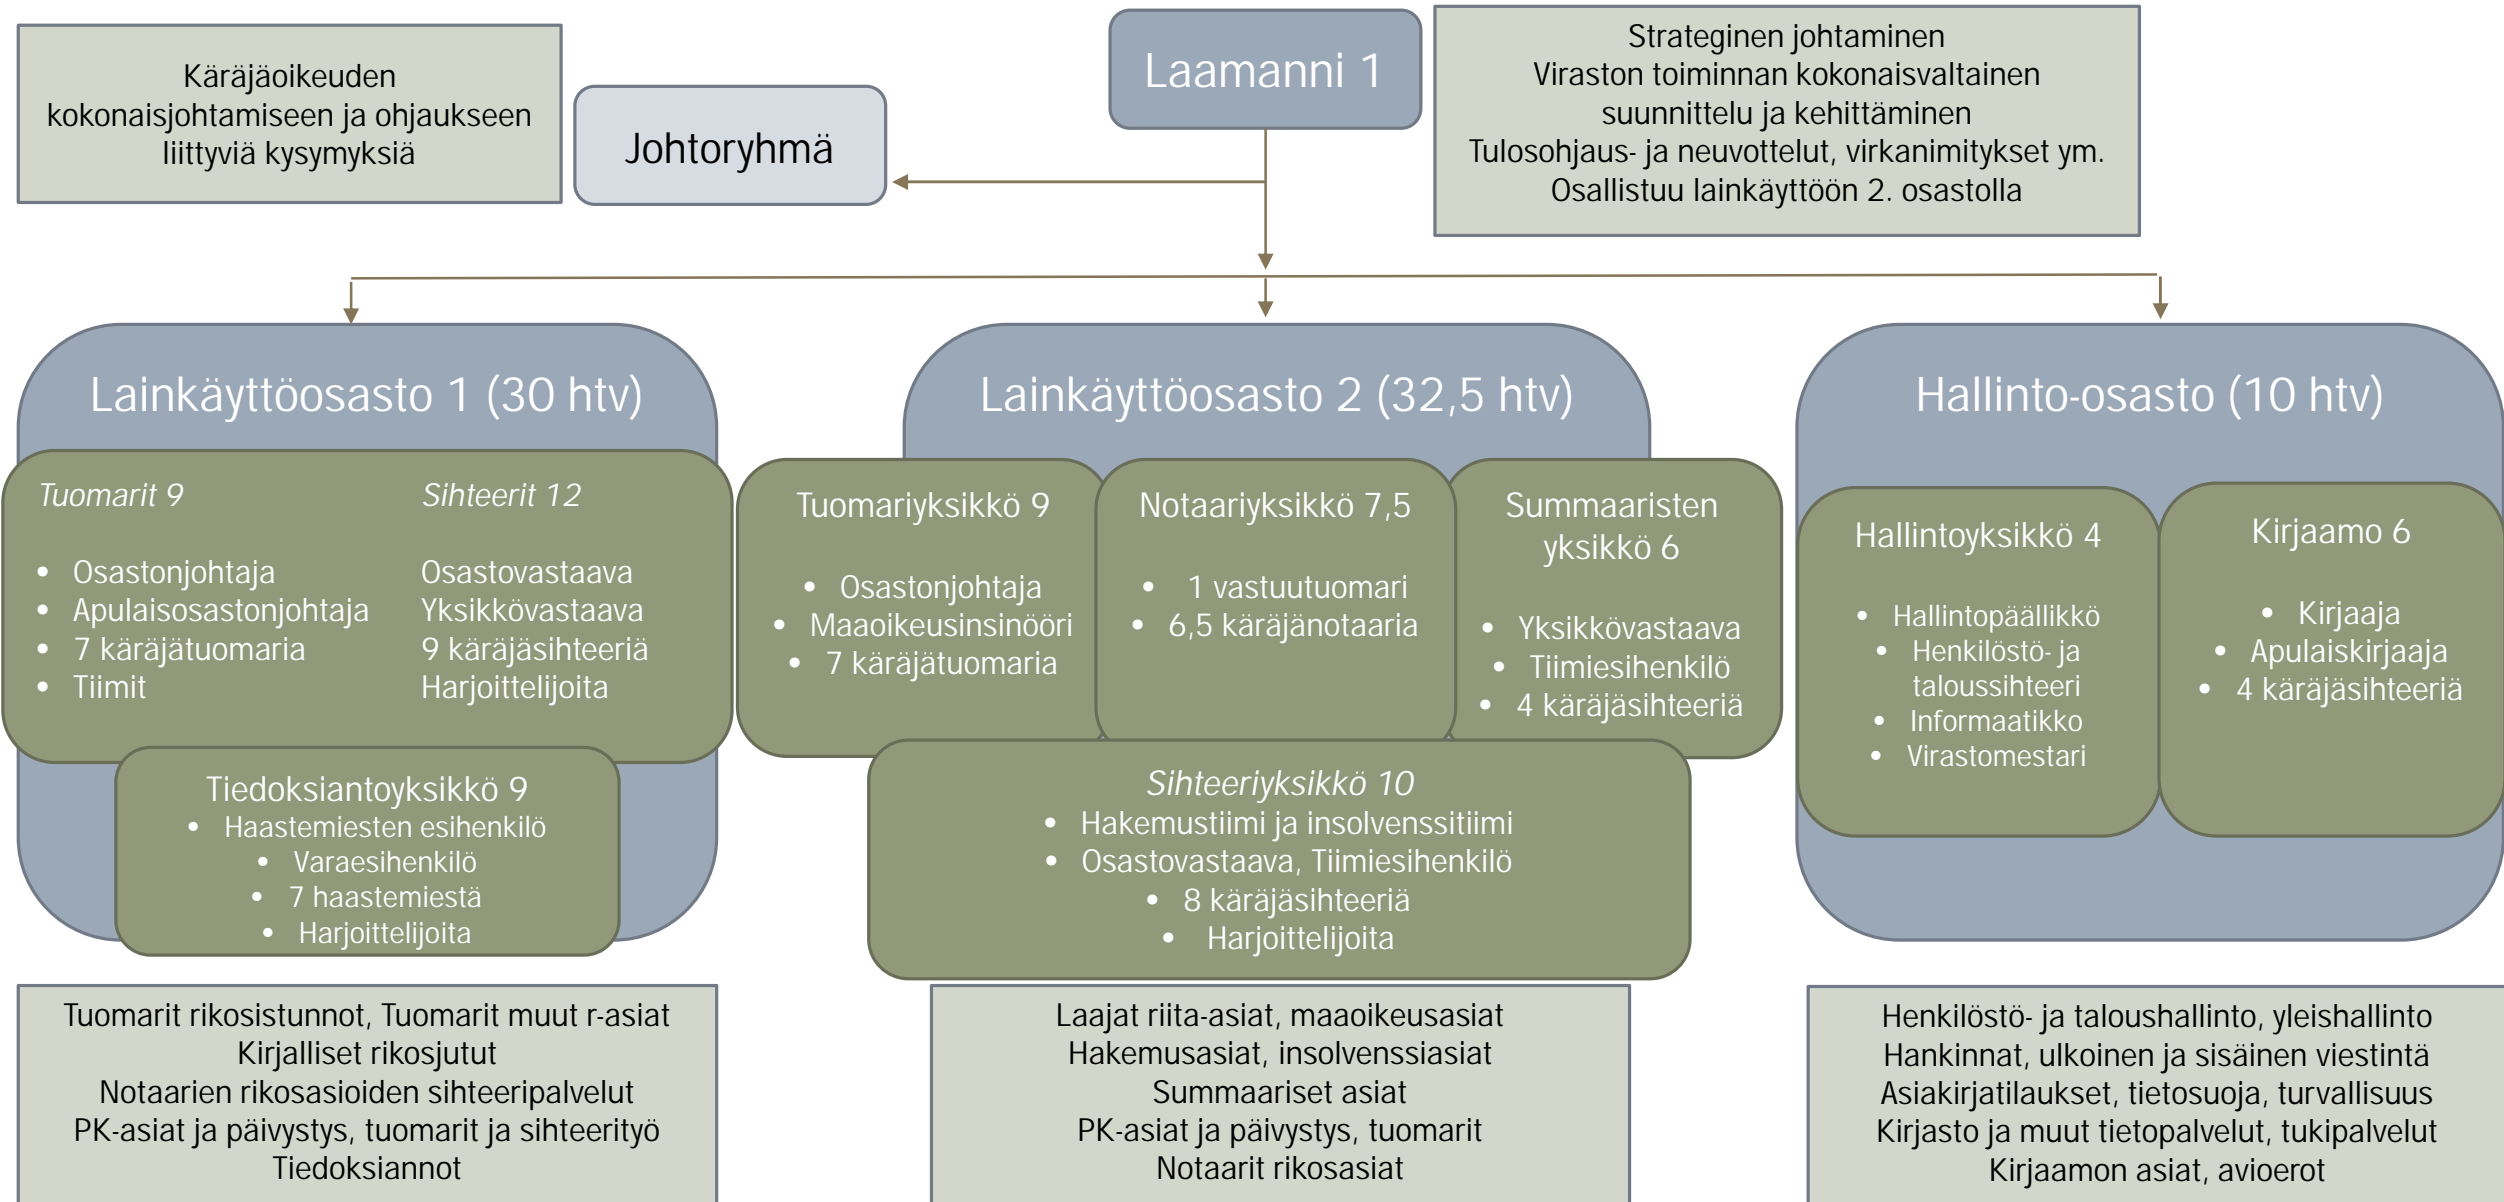 Käräjäoikeuden
kokonaisjohtamiseen ja ohjaukseen
liittyviä kysymyksiä
Johtoryhmä
Laamanni 1
Strateginen johtaminen
Viraston toiminnan kokonaisvaltainen
suunnittelu ja kehittäminen
Tulosohjaus- ja neuvottelut, virkanimitykset ym.
Osallistuu lainkäyttöön 2. osastolla
Lainkäyttöosasto 1 (30 htv)
Tuomarit 9
• Osastonjohtaja
• Apulaisosastonjohtaja
• 7 käräjätuomaria
• Tiimit
Sihteerit 12
Osastovastaava
Yksikkövastaava
9 käräjäsihteeriä
Harjoittelijoita
Tiedoksiantoyksikkö 9
• Haastemiesten esihenkilö
• Varaesihenkilö
• 7 haastemiestä
• Harjoittelijoita
Tuomarit rikosistunnot, Tuomarit muut r-asiat
Kirjalliset rikosjutut
Notaarien rikosasioiden sihteeripalvelut
PK-asiat ja päivystys, tuomarit ja sihteerityö
Tiedoksiannot
Lainkäyttöosasto 2 (32,5 htv)
Tuomariyksikkö 9
• Osastonjohtaja
• Maaoikeusinsinööri
• 7 käräjätuomaria
Notaariyksikkö 7,5
• 1 vastuutuomari
• 6,5 käräjänotaaria
Summaaristen
yksikkö 6
• Yksikkövastaava
• Tiimiesihenkilö
• 4 käräjäsihteeriä
Sihteeriyksikkö 10
• Hakemustiimi ja insolvenssitiimi
• Osastovastaava, Tiimiesihenkilö
• 8 käräjäsihteeriä
• Harjoittelijoita
Laajat riita-asiat, maaoikeusasiat
Hakemusasiat, insolvenssiasiat
Summaariset asiat
PK-asiat ja päivystys, tuomarit
Notaarit rikosasiat
Hallinto-osasto (10 htv)
Hallintoyksikkö 4
• Hallintopäällikkö
• Henkilöstö- ja
taloussihteeri
• Informaatikko
• Virastomestari
Kirjaamo 6
• Kirjaaja
• Apulaiskirjaaja
• 4 käräjäsihteeriä
Henkilöstö- ja taloushallinto, yleishallinto
Hankinnat, ulkoinen ja sisäinen viestintä
Asiakirjatilaukset, tietosuoja, turvallisuus
Kirjasto ja muut tietopalvelut, tukipalvelut
Kirjaamon asiat, avioerot